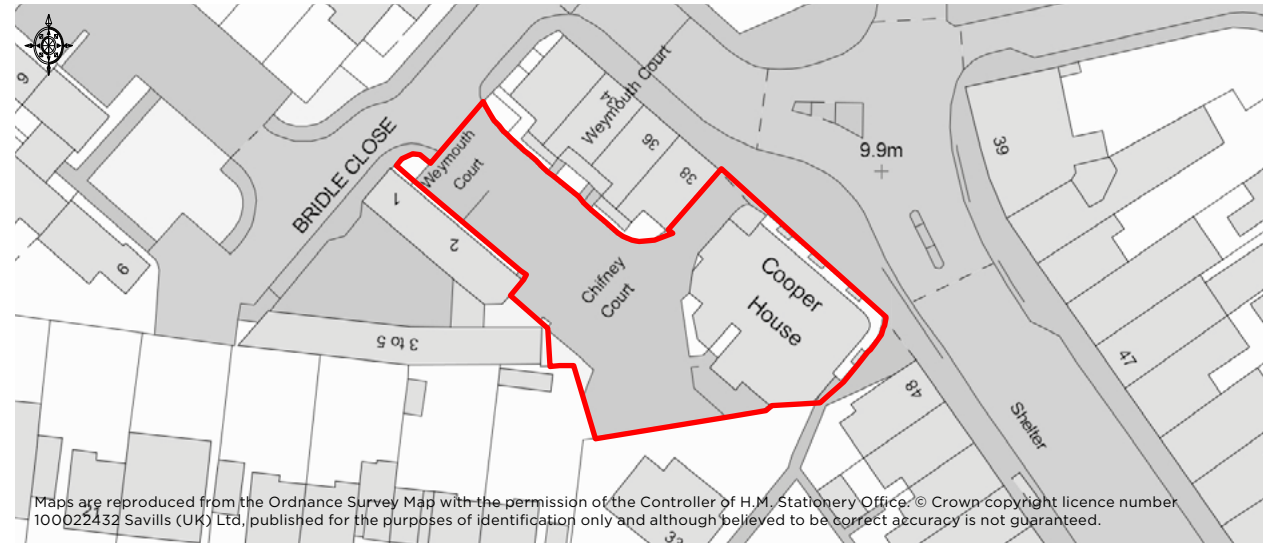 9
Weymouth Court
34
36
38
39
9.9m
BRIDLE CLOSE
Weymouth
Court
1
2
9
Chifney
Court
Cooper
House
3 to 5
47
48
Shelter
21
Maps are reproduced from the Ordnance Survey Map with the permission of the Controller of H.M. Stationery Office. © Crown copyright licence number
100022432 Savills (UK) Ltd, published for the purposes of identification only and although believed to be correct accuracy is not guaranteed.